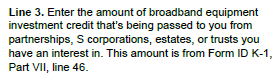 Line 3. Enter the amount of broadband equipment
investment credit that's being passed to you from
partnerships, S corporations, estates, or trusts you
have an interest in. This amount is from Form ID K-1,
Part VII, line 46.